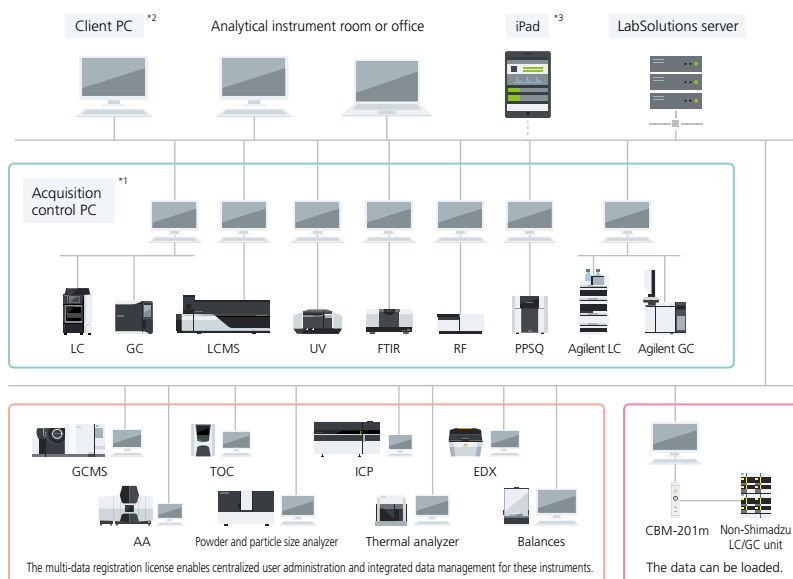 Client PC *2
Analytical instrument room or office
iPad *3
LabSolutions server
Acquisition *1
control PC
LC
GC
LCMS
UV
FTIR
RF
PPSQ
Agilent LC
Agilent GC
GCMS
TOC
ICP
EDX
AA
Powder and particle size analyzer
Thermal analyzer
Balances
The multi-data registration license enables centralized user administration and integrated data management for these instruments.
CBM-201m
Non-Shimadzu
LC/GC unit
The data can be loaded.